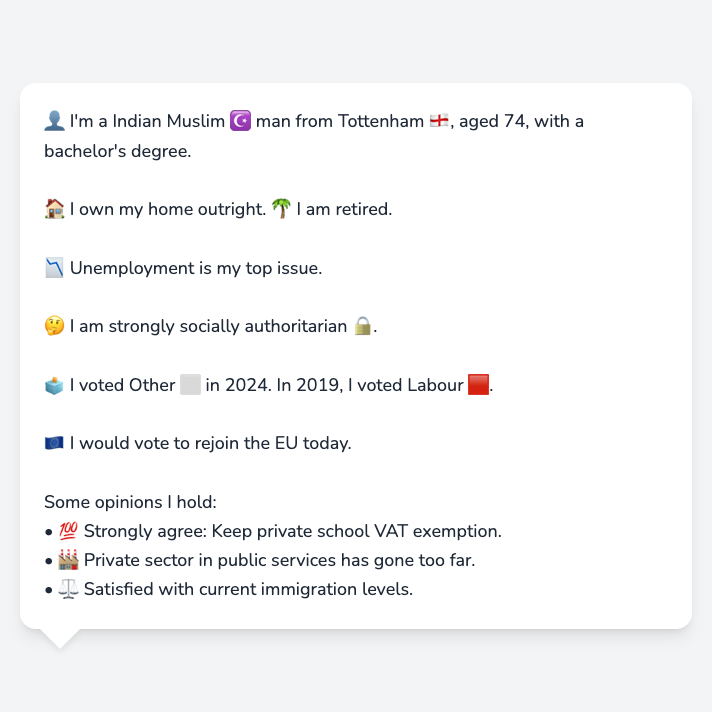 👤 I'm a Indian Muslim ☪️ man from Tottenham 🏴󠁧󠁢󠁥󠁮󠁧󠁿, aged 74, with a
bachelor's degree.
🏠 I own my home outright. 🌴 I am retired.
📉 Unemployment is my top issue.
🤔 I am strongly socially authoritarian 🔒.
🗳️ I voted Other ⬜ in 2024. In 2019, I voted Labour 🟥.
🇪🇺 I would vote to rejoin the EU today.
Some opinions I hold:
• 💯 Strongly agree: Keep private school VAT exemption.
• 🏭 Private sector in public services has gone too far.
• ⚖️ Satisfied with current immigration levels.